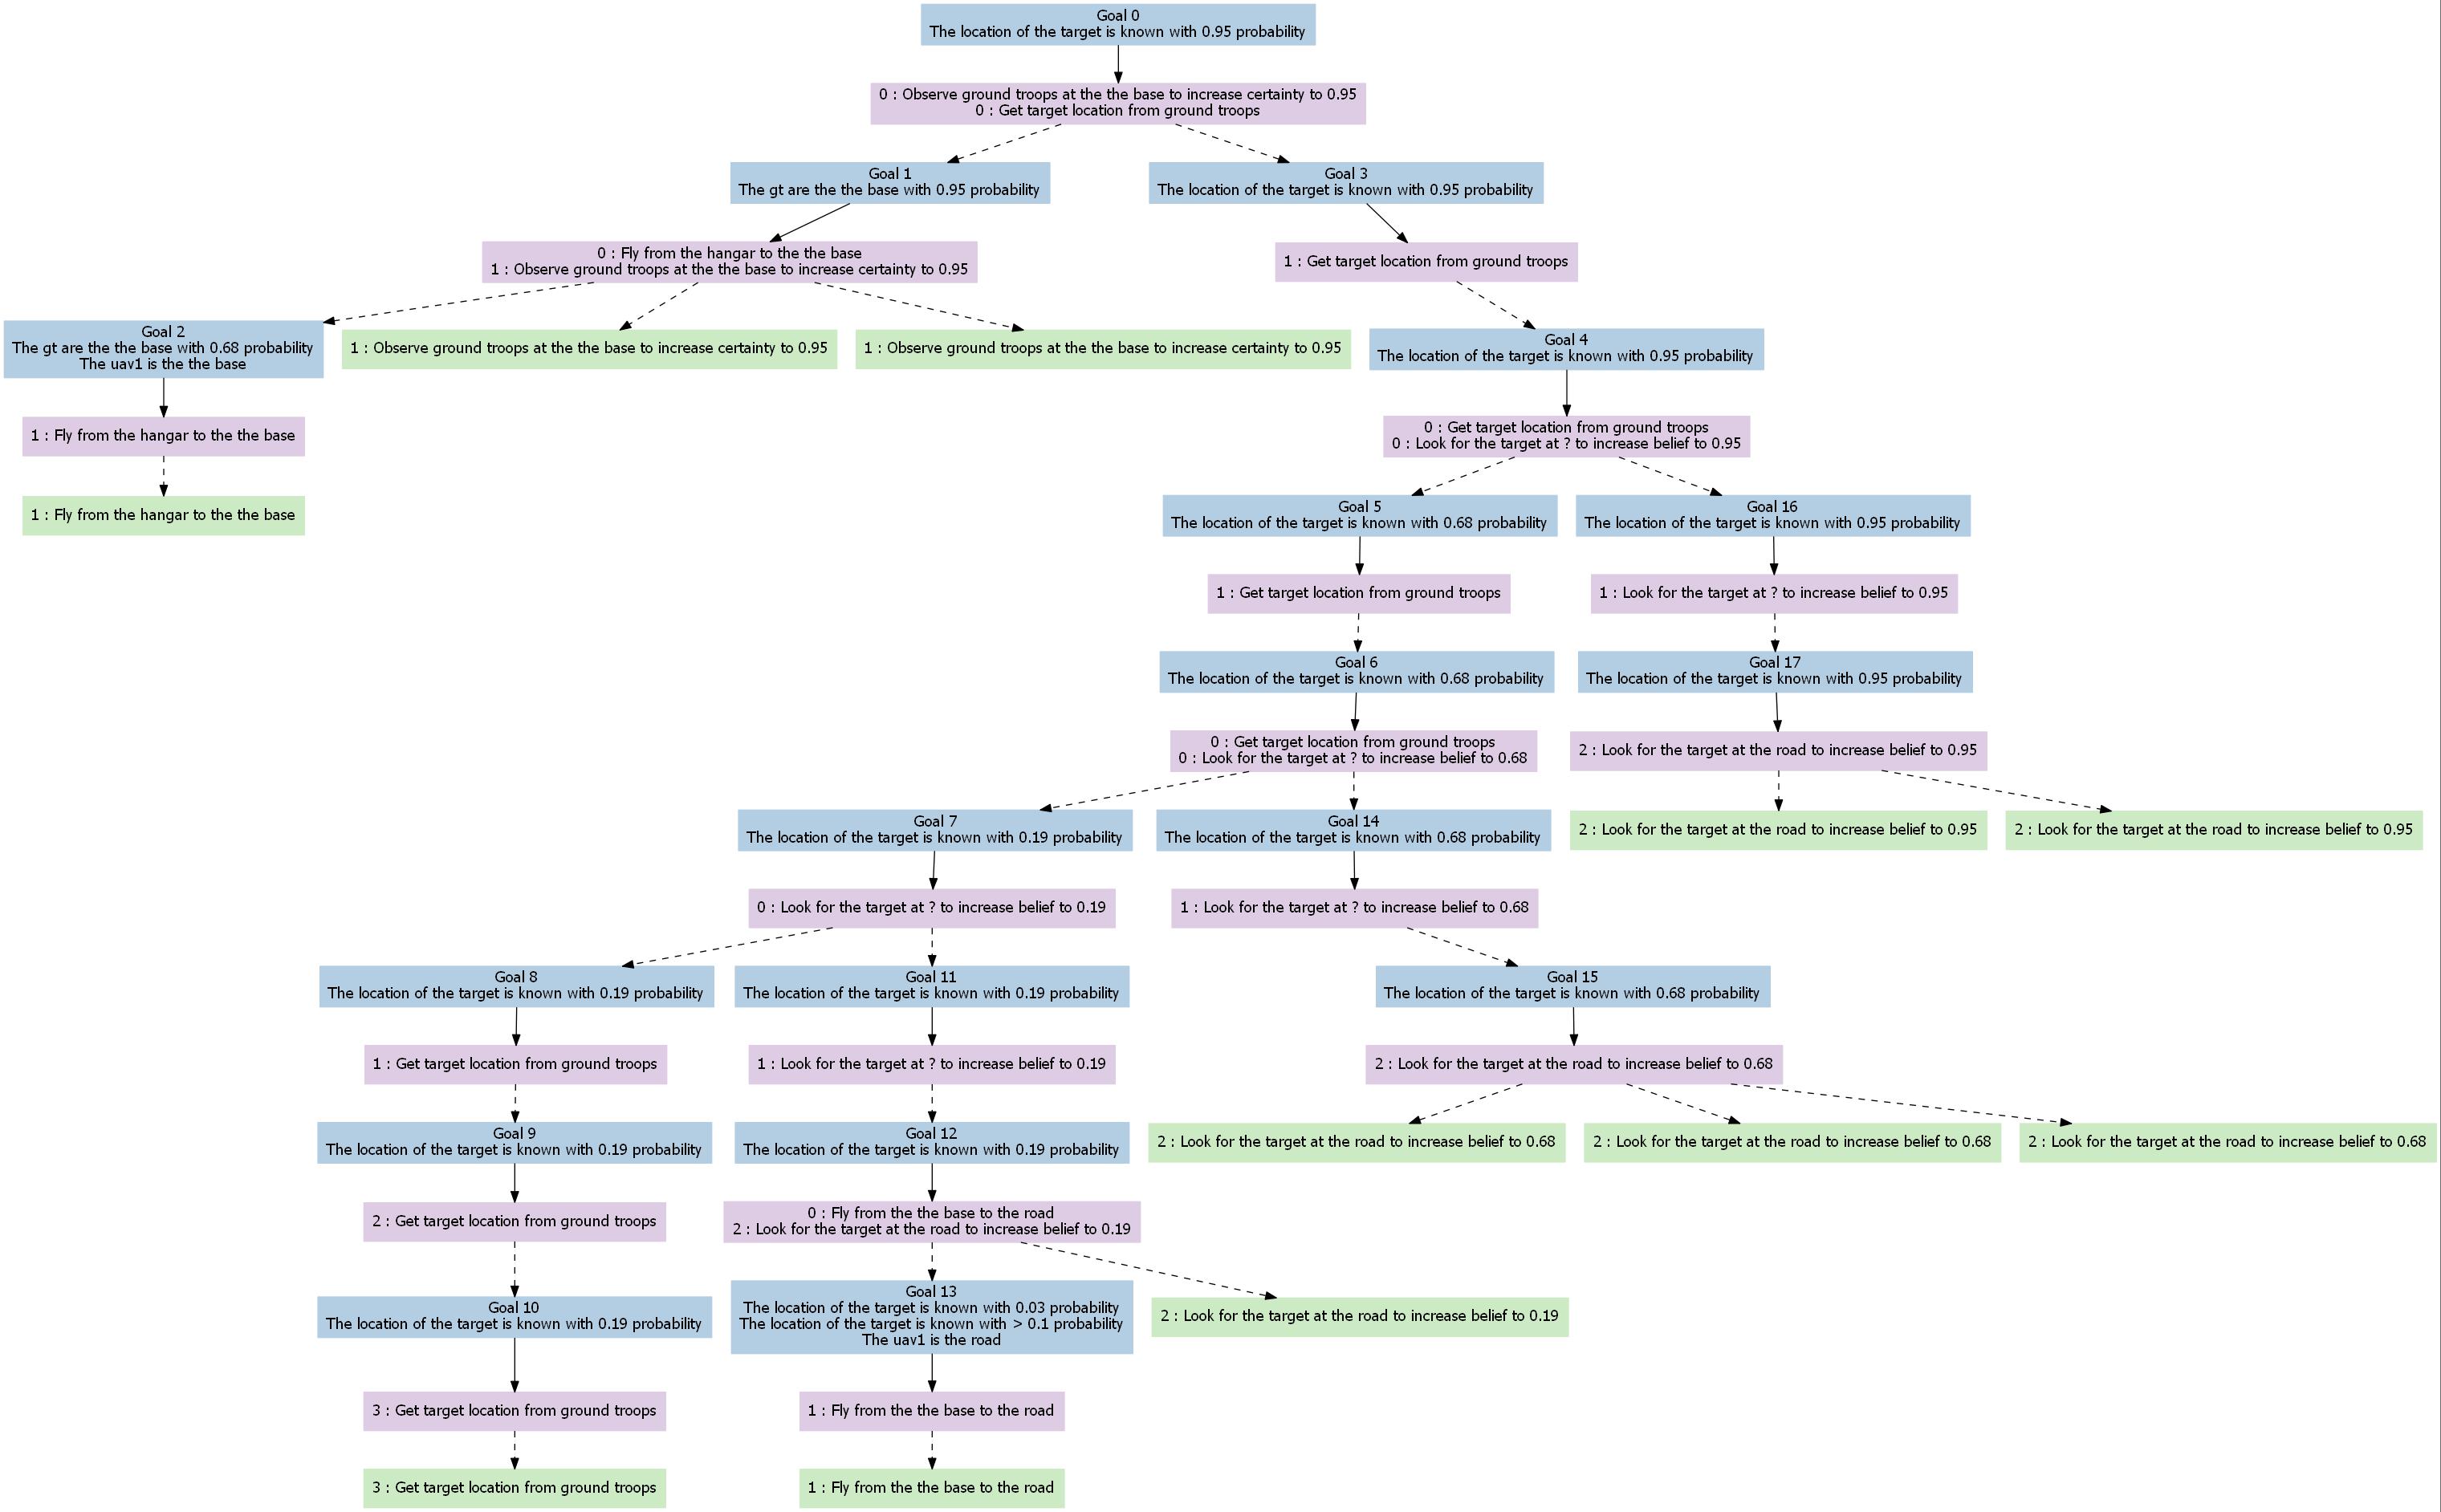 Goal 0
The location of the target is known with 0.95 probability
0 : Observe ground troops at the the base to increase certainty to 0.95
0 : Get target location from ground troops
Goal 1
The gt are the the base with 0.95 probability
Goal 3
The location of the target is known with 0.95 probability
0 : Fly from the hangar to the the base
1 : Observe ground troops at the the base to increase certainty to 0.95
1 : Get target location from ground troops
Goal 2
The gt are the the base with 0.68 probability
The uav1 is the the base
1 : Observe ground troops at the the base to increase certainty to 0.95
1 : Observe ground troops at the the base to increase certainty to 0.95
Goal 4
The location of the target is known with 0.95 probability
1 : Fly from the hangar to the the base
0 : Get target location from ground troops
0 : Look for the target at ? to increase belief to 0.95
1 : Fly from the hangar to the the base
Goal 5
The location of the target is known with 0.68 probability
Goal 16
The location of the target is known with 0.95 probability
1 : Get target location from ground troops
1 : Look for the target at ? to increase belief to 0.95
Goal 6
The location of the target is known with 0.68 probability
Goal 17
The location of the target is known with 0.95 probability
0 : Get target location from ground troops
0 : Look for the target at ? to increase belief to 0.68
2 : Look for the target at the road to increase belief to 0.95
Goal 7
The location of the target is known with 0.19 probability
Goal 14
The location of the target is known with 0.68 probability
2 : Look for the target at the road to increase belief to 0.95
2 : Look for the target at the road to increase belief to 0.95
0 : Look for the target at ? to increase belief to 0.19
1 : Look for the target at ? to increase belief to 0.68
Goal 8
The location of the target is known with 0.19 probability
Goal 11
The location of the target is known with 0.19 probability
Goal 15
The location of the target is known with 0.68 probability
1 : Get target location from ground troops
1 : Look for the target at ? to increase belief to 0.19
2 : Look for the target at the road to increase belief to 0.68
Goal 9
The location of the target is known with 0.19 probability
Goal 12
The location of the target is known with 0.19 probability
2 : Look for the target at the road to increase belief to 0.68
2 : Look for the target at the road to increase belief to 0.68
2 : Look for the target at the road to increase belief to 0.68
2 : Get target location from ground troops
0 : Fly from the the base to the road
2 : Look for the target at the road to increase belief to 0.19
Goal 10
The location of the target is known with 0.19 probability
Goal 13
The location of the target is known with 0.03 probability
The location of the target is known with > 0.1 probability
The uav1 is the road
2 : Look for the target at the road to increase belief to 0.19
3 : Get target location from ground troops
1 : Fly from the the base to the road
3 : Get target location from ground troops
1 : Fly from the the base to the road